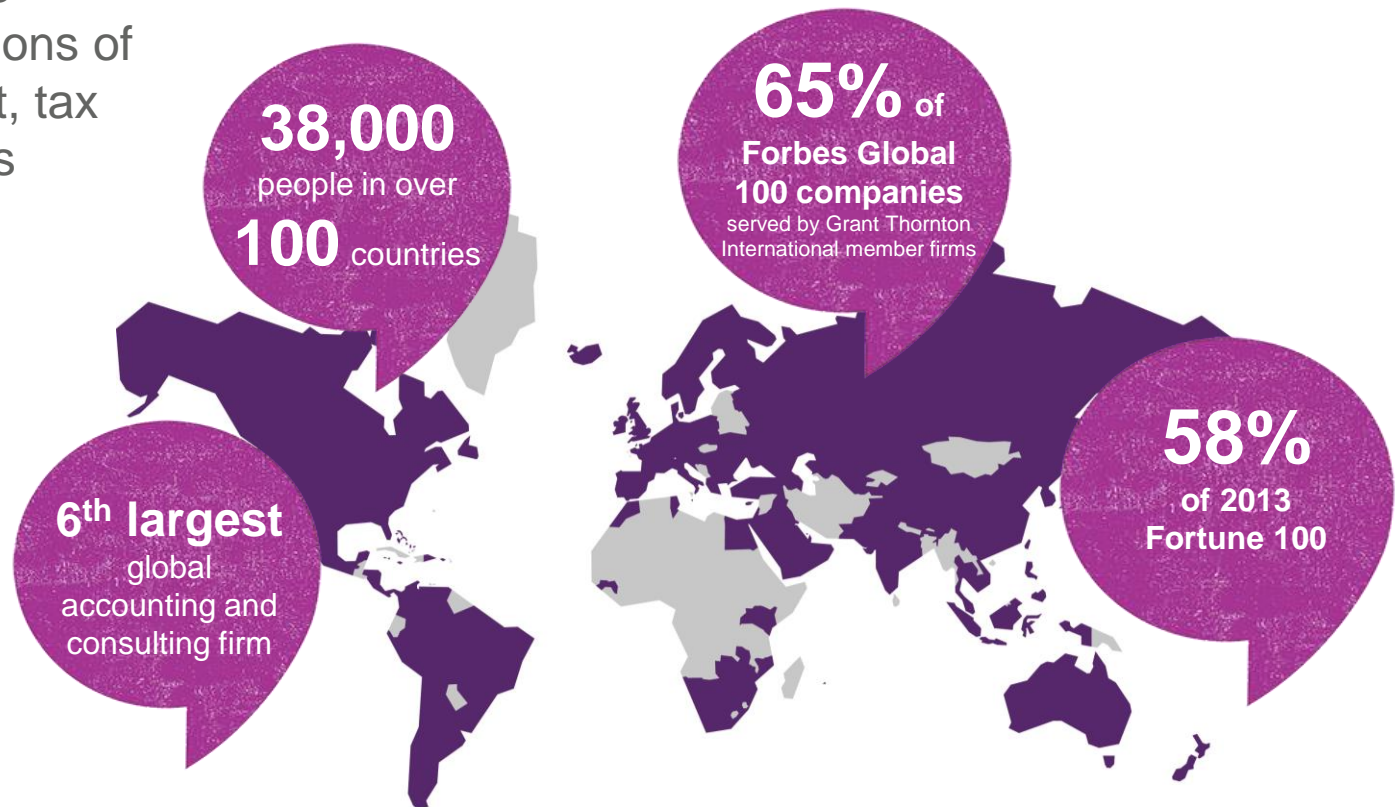 ons of
t, tax
s
38,000
people in over
100 countries
65% of
Forbes Global
100 companies
served by Grant Thornton
International member firms
6th largest
global
accounting and
consulting firm
58%
of 2013
Fortune 100